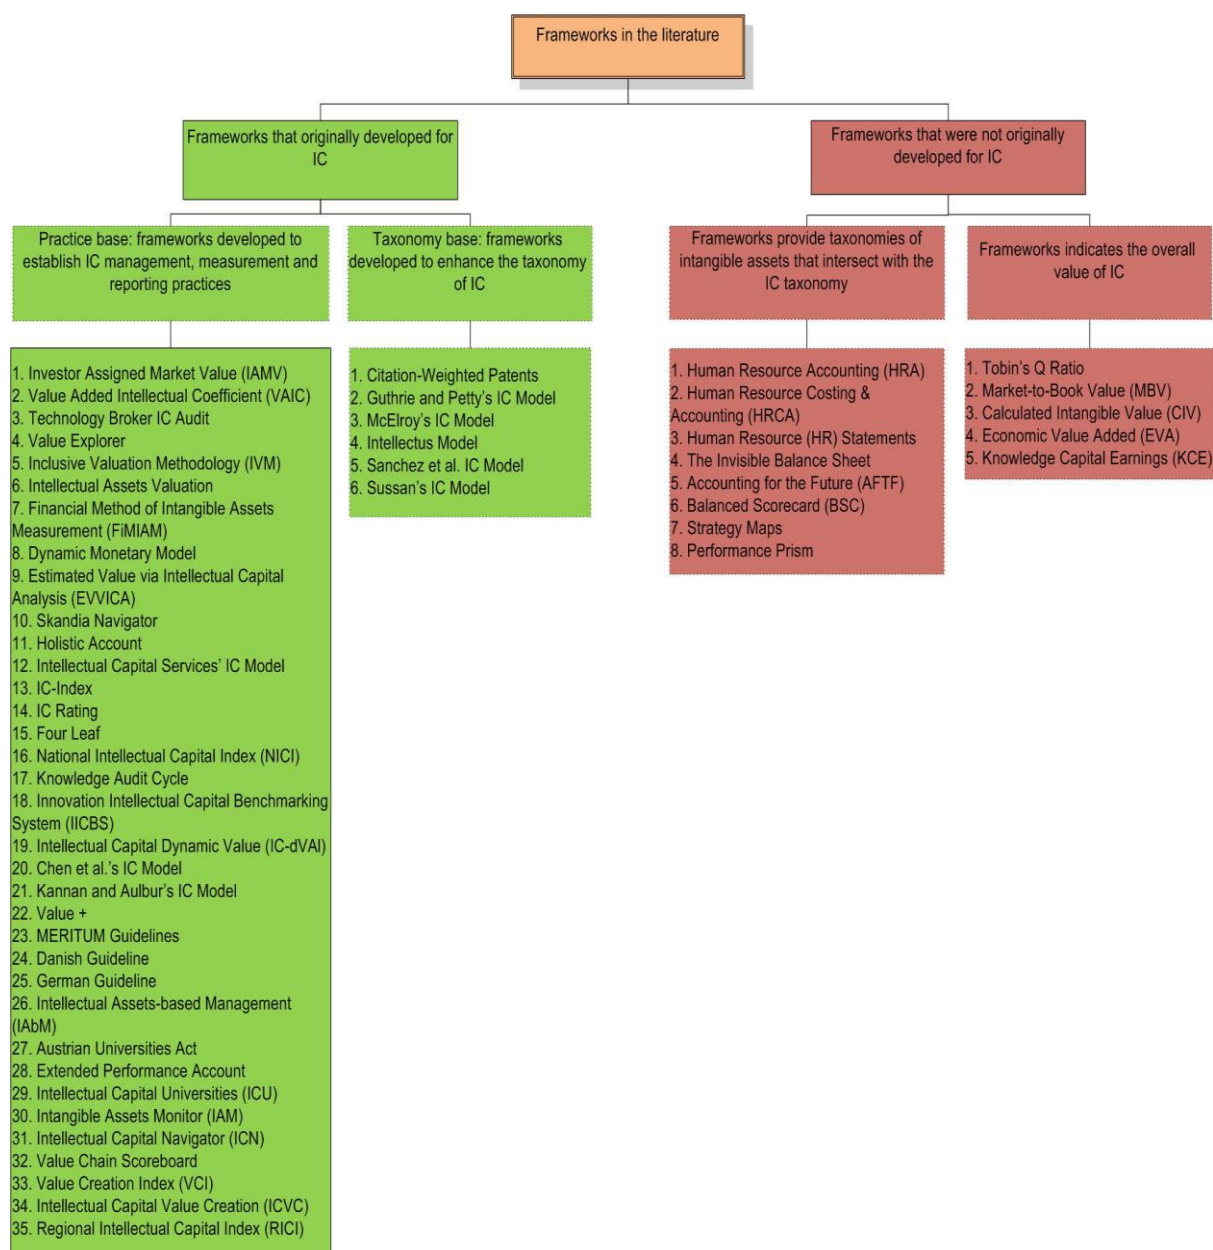 Frameworks in the literature
Frameworks that originally developed for
IC
Frameworks that were not originally
developed for IC
Practice base: frameworks developed to
establish IC management, measurement and
reporting practices
Taxonomy base: frameworks
developed to enhance the taxonomy
of IC
Frameworks provide taxonomies of
intangible assets that intersect with the
IC taxonomy
Frameworks indicates the overall
value of IC
1. Investor Assigned Market Value (IAMV)
2. Value Added Intellectual Coefficient (VAIC)
3. Technology Broker IC Audit
4. Value Explorer
5. Inclusive Valuation Methodology (IVM)
6. Intellectual Assets Valuation
7. Financial Method of Intangible Assets
Measurement (FiMIAM)
8. Dynamic Monetary Model
9. Estimated Value via Intellectual Capital
Analysis (EVVICA)
10. Skandia Navigator
11. Holistic Account
12. Intellectual Capital Services' IC Model
13. IC-Index
14. IC Rating
15. Four Leaf
16. National Intellectual Capital Index (NICI)
17. Knowledge Audit Cycle
18. Innovation Intellectual Capital Benchmarking
System (IICBS)
19. Intellectual Capital Dynamic Value (IC-dVAl)
20. Chen et al.'s IC Model
21. Kannan and Aulbur's IC Model
22. Value +
23. MERITUM Guidelines
24. Danish Guideline
25. German Guideline
26. Intellectual Assets-based Management
(IAbM)
27. Austrian Universities Act
28. Extended Performance Account
29. Intellectual Capital Universities (ICU)
30. Intangible Assets Monitor (IAM)
31. Intellectual Capital Navigator (ICN)
32. Value Chain Scoreboard
33. Value Creation Index (VCI)
34. Intellectual Capital Value Creation (ICVC)
35. Regional Intellectual Capital Index (RICI)
1. Citation-Weighted Patents
2. Guthrie and Petty's IC Model
3. McElroy's IC Model
4. Intellectus Model
5. Sanchez et al. IC Model
6. Sussan's IC Model
1. Human Resource Accounting (HRA)
2. Human Resource Costing &
Accounting (HRCA)
3. Human Resource (HR) Statements
4. The Invisible Balance Sheet
5. Accounting for the Future (AFTF)
6. Balanced Scorecard (BSC)
7. Strategy Maps
8. Performance Prism
1. Tobin's Q Ratio
2. Market-to-Book Value (MBV)
3. Calculated Intangible Value (CIV)
4. Economic Value Added (EVA)
5. Knowledge Capital Earnings (KCE)